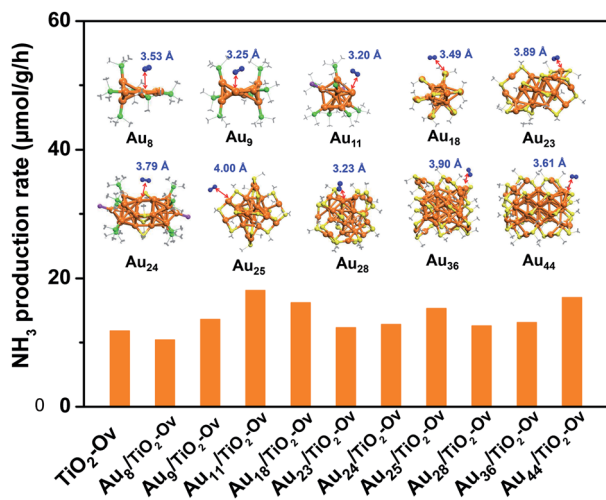 NH₃ production rate (μmol/g/h)
60
40
20
0
0
3.53 Å
3.25 Å
3.20 Å
3.49 Å
3.89 Å
Au₈
Au₉
Au₁₁
Au₁₈
Au₂₃
3.79 Å
4.00 Å
3.23 Å
3.90 Å
3.61 Å
Au₂₄
Au₂₅
Au₂₈
Au₃₆
Au₄₄
TiO₂-Ov
Au₈/TiO₂-Ov
Au₉/TiO₂-Ov
Au₁₁/TiO₂-Ov
Au₁₈/TiO₂-Ov
Au₂₃/TiO₂-Ov
Au₂₄/TiO₂-Ov
Au₂₅/TiO₂-Ov
Au₂₈/TiO₂-Ov
Au₃₆/TiO₂-Ov
Au₄₄/TiO₂-Ov